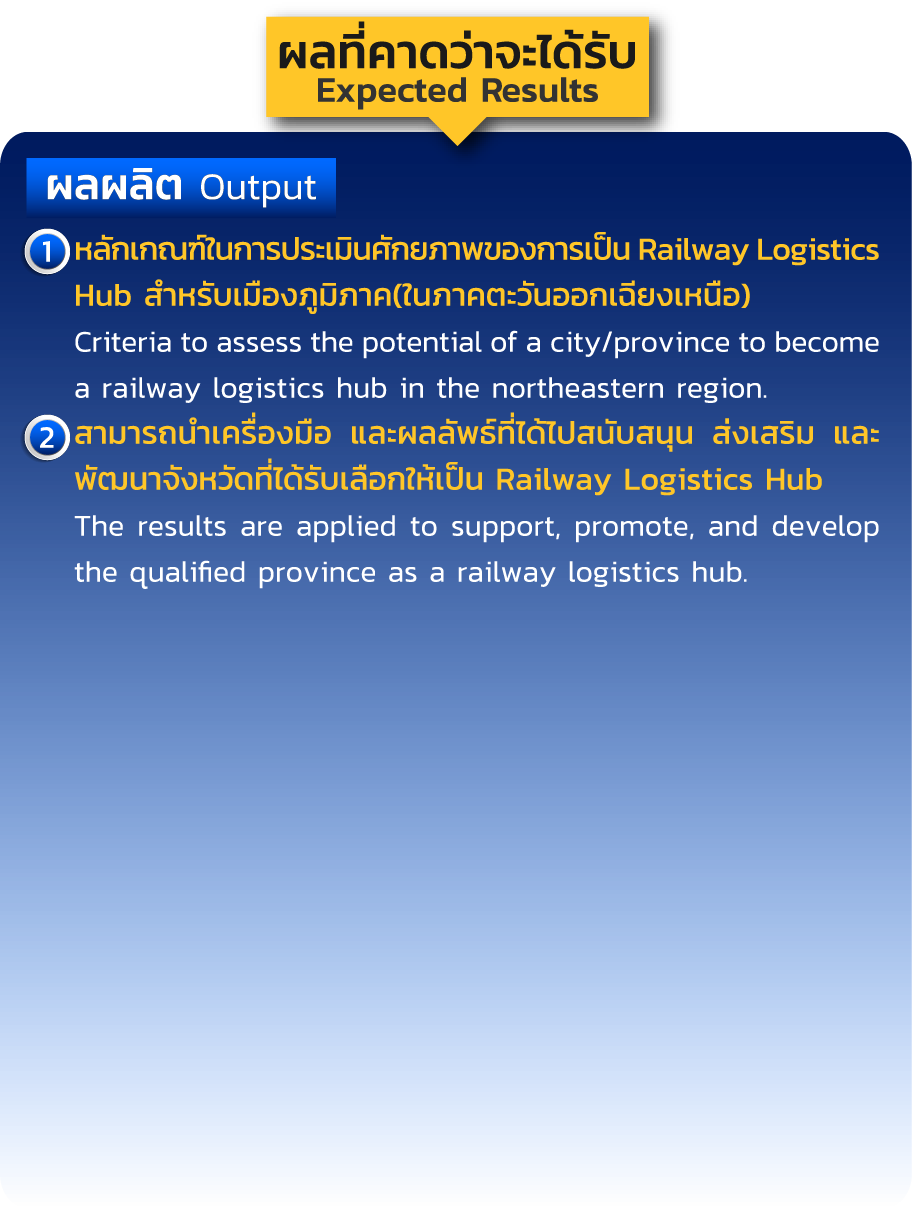 ผลที่คาดว่าจะได้รับ
Expected Results
ผลผลิต Output
1 หลักเกณฑ์ในการประเมินศักยภาพของการเป็น Railway Logistics
Hub สำหรับเมืองภูมิภาค(ในภาคตะวันออกเฉียงเหนือ)
Criteria to assess the potential of a city/province to become
a railway logistics hub in the northeastern region.
2 สามารถนำเครื่องมือ และผลลัพธ์ที่ได้ไปสนับสนุน ส่งเสริม และ
พัฒนาจังหวัดที่ได้รับเลือกให้เป็น Railway Logistics Hub
The results are applied to support, promote, and develop
the qualified province as a railway logistics hub.